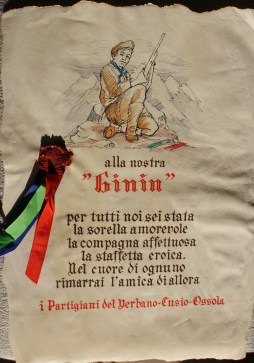 alla nostra
"Ginin"
per tutti noi sei stata
la sorella amorevole
la compagna affettuosa
la staffetta eroica.
Nel cuore di ognuno
rimarrai l'amica di allora
i Partigiani del Verbano-Cusio-Ossola